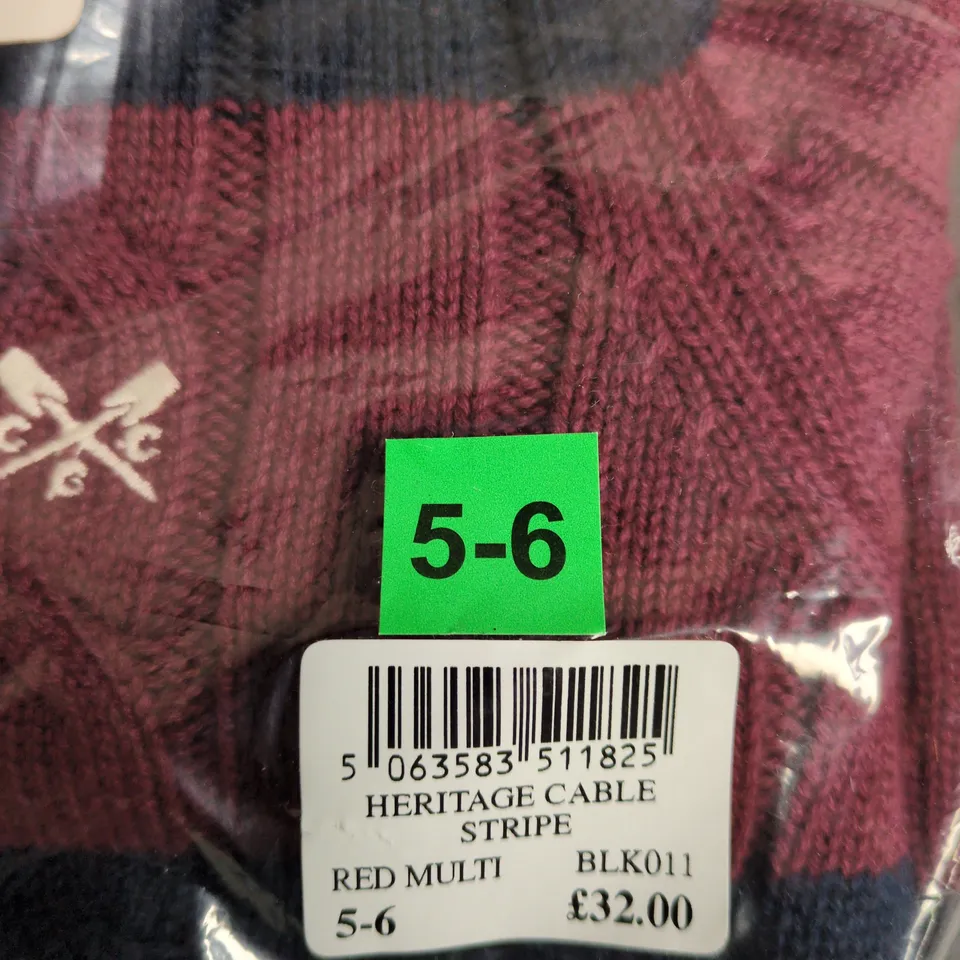 C C
C
5-6
5 063583 511825
HERITAGE CABLE
STRIPE
RED MULTI BLK011
5-6 £32.00